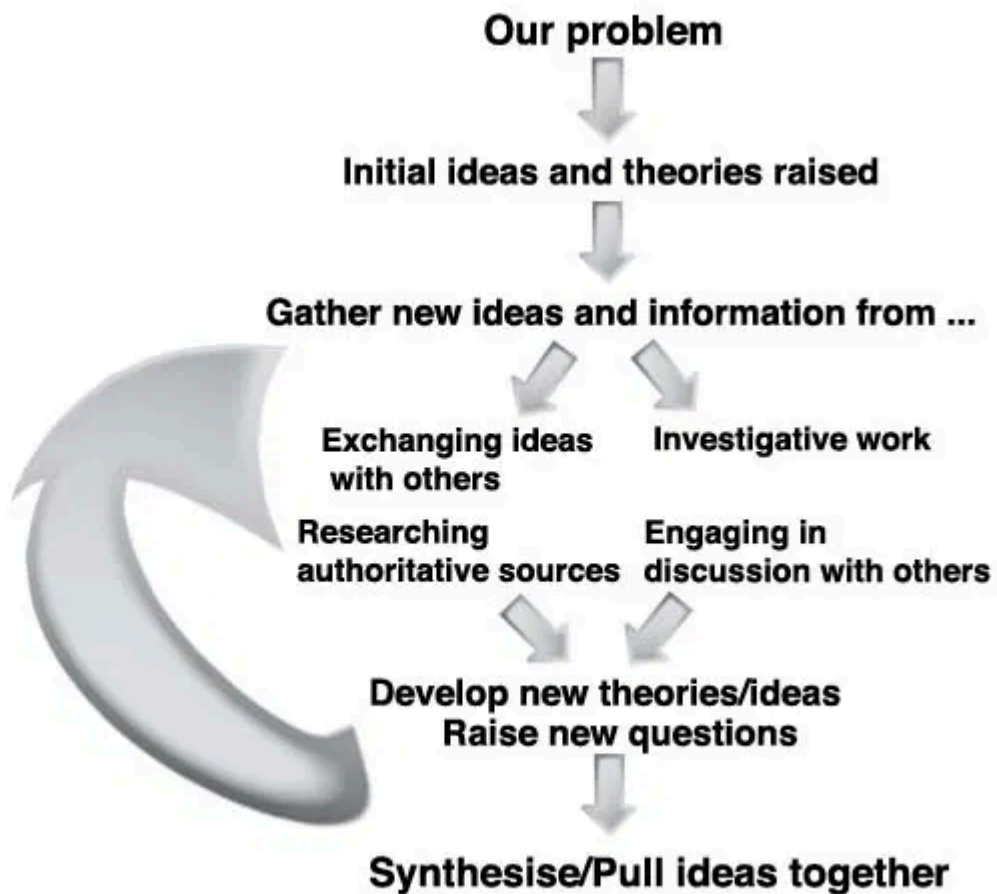 Our problem
Initial ideas and theories raised
Gather new ideas and information from ...
Exchanging ideas
with others
Investigative work
Researching
authoritative sources
Engaging in
discussion with others
Develop new theories/ideas
Raise new questions
Synthesise/Pull ideas together